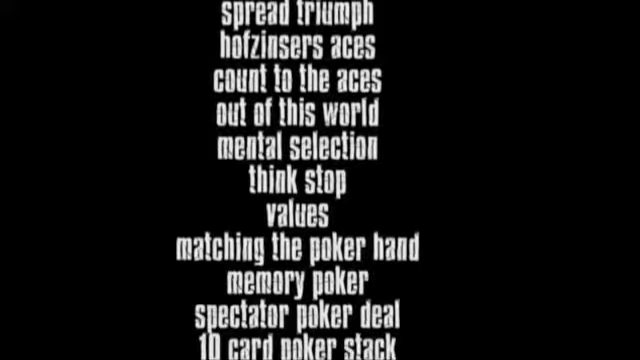 spread triumph
hofzinsers aces
count to the aces
out of this world
mental selection
think stop
values
matching the poker hand
memory poker
spectator poker deal
10 card poker stack